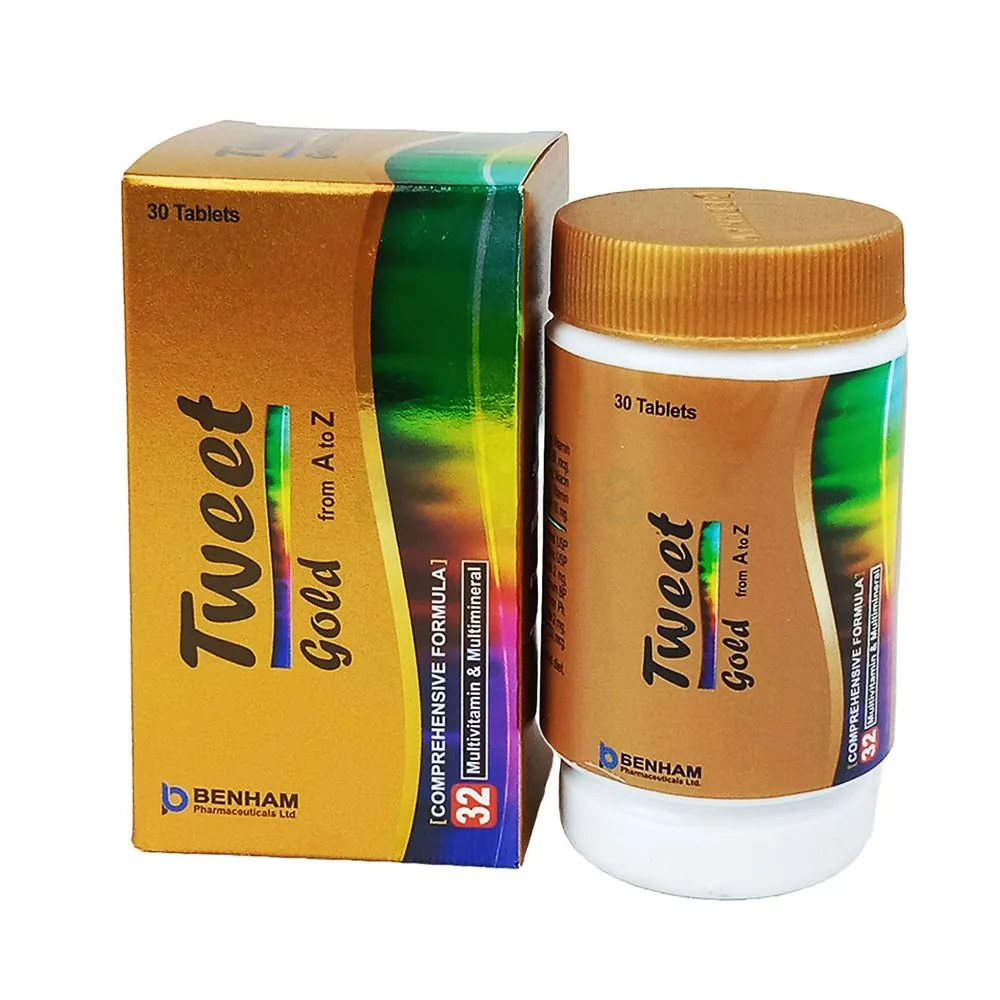 30 Tablets
Tweet
Gold
from A to Z
[COMPREHENSIVE FORMULA]
32 Multivitamin & Multimineral
BENHAM
Pharmaceuticals Ltd.
30 Tablets
Tweet
Gold
from A to Z
[COMPREHENSIVE FORMULA]
32 Multivitamin & Multimineral
BENHAM
Pharmaceuticals Ltd.